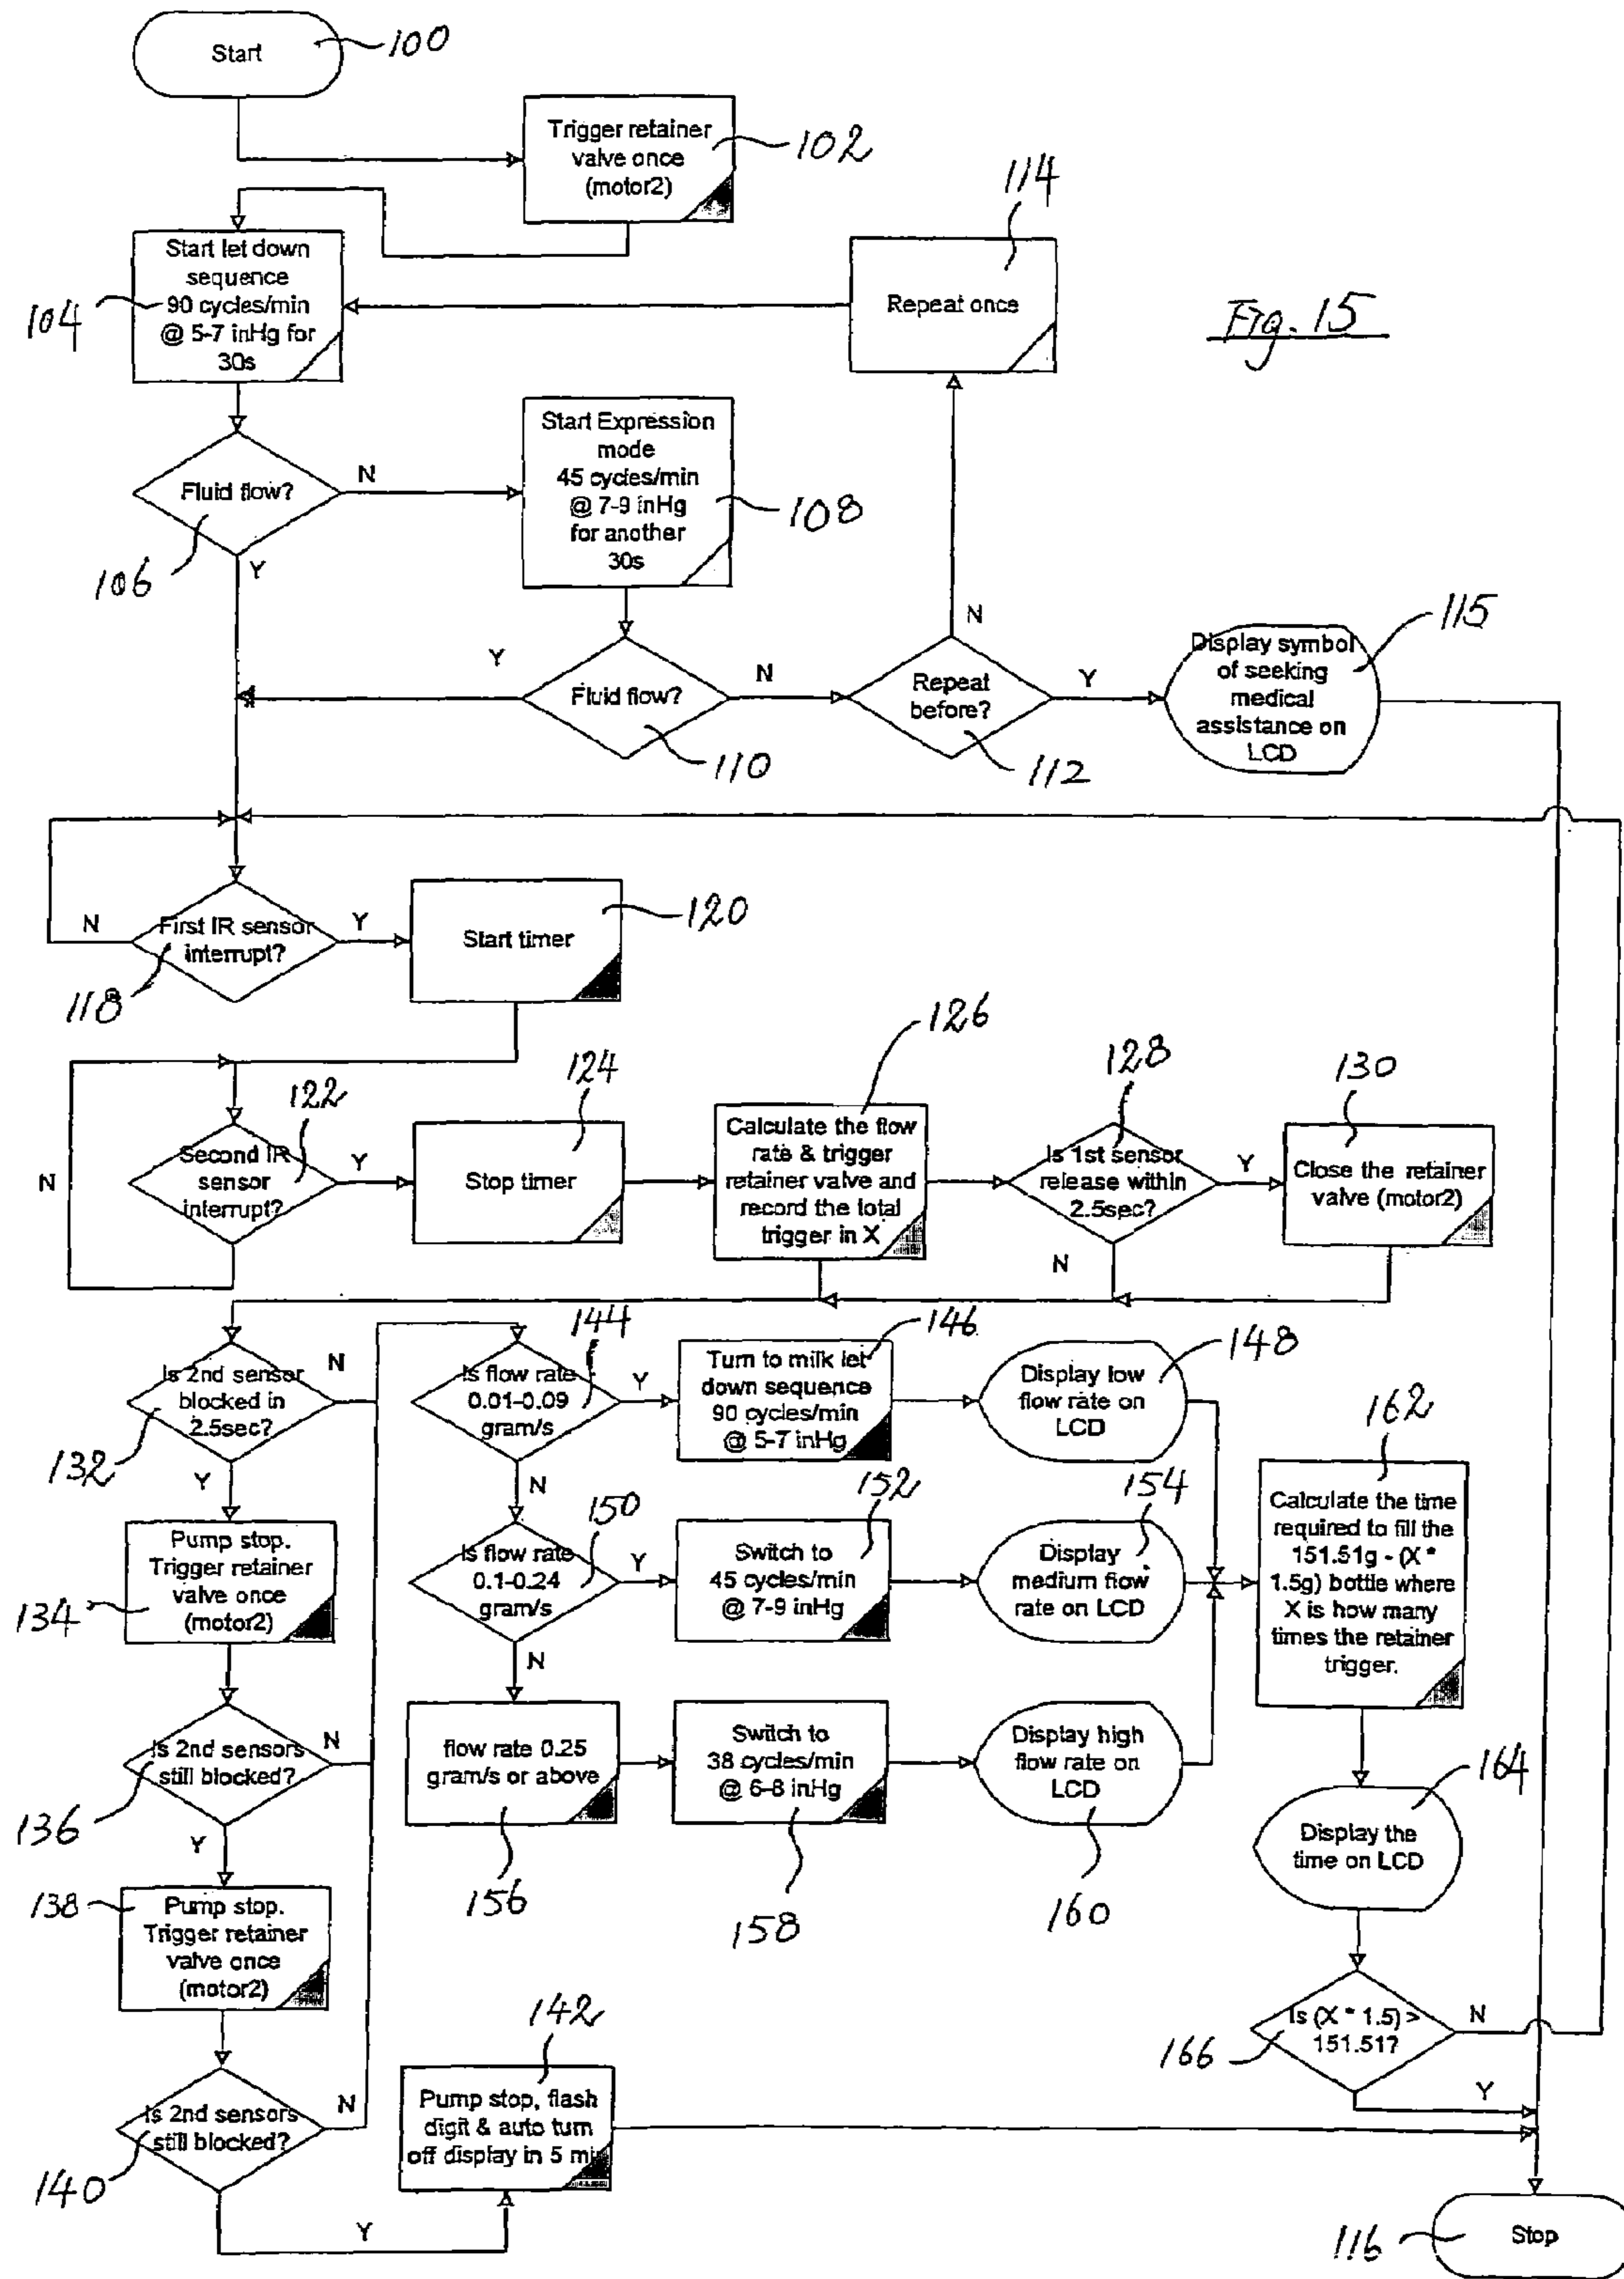 Start
100
Trigger retainer
valve once
(motor2)
102
114
Start let down
sequence
90 cycles/min
@ 5-7 inHg for
30s
104
Repeat once
Fig. 15
Start Expression
mode
45 cycles/min
@ 7-9 inHg
for another
30s
108
Fluid flow?
N
106
Y
N
115
Display symbol
of seeking
medical
assistance on
LCD
Y
Fluid flow?
N
110
Repeat
before?
Y
112
First IR sensor
interrupt?
N
Y
118
Start timer
120
126
128
130
124
122
Second IR
sensor
interrupt?
N
Y
Stop timer
Calculate the flow
rate & trigger
retainer valve and
record the total
trigger in X
Is 1st sensor
release within
2.5sec?
Y
N
Close the retainer
valve (motor2)
144
146
148
Is 2nd sensor
blocked in
2.5sec?
N
132
Y
Is flow rate
0.01-0.09
gram/s
Y
N
Turn to milk let
down sequence
90 cycles/min
@ 5-7 inHg
Display low
flow rate on
LCD
162
150
152
154
Pump stop.
Trigger retainer
valve once
(motor2)
134
Is flow rate
0.1-0.24
gram/s
Y
N
Switch to
45 cycles/min
@ 7-9 inHg
Display
medium flow
rate on LCD
Calculate the time
required to fill the
151.51g - (X *
1.5g) bottle where
X is how many
times the retainer
trigger.
Is 2nd sensors
still blocked?
N
136
Y
flow rate 0.25
gram/s or above
156
Switch to
38 cycles/min
@ 6-8 inHg
158
Display high
flow rate on
LCD
160
164
Display the
time on LCD
138
Pump stop.
Trigger retainer
valve once
(motor2)
142
Is (X * 1.5) >
151.51?
N
166
Y
Is 2nd sensors
still blocked?
N
140
Y
Pump stop, flash
digit & auto turn
off display in 5 min
116
Stop